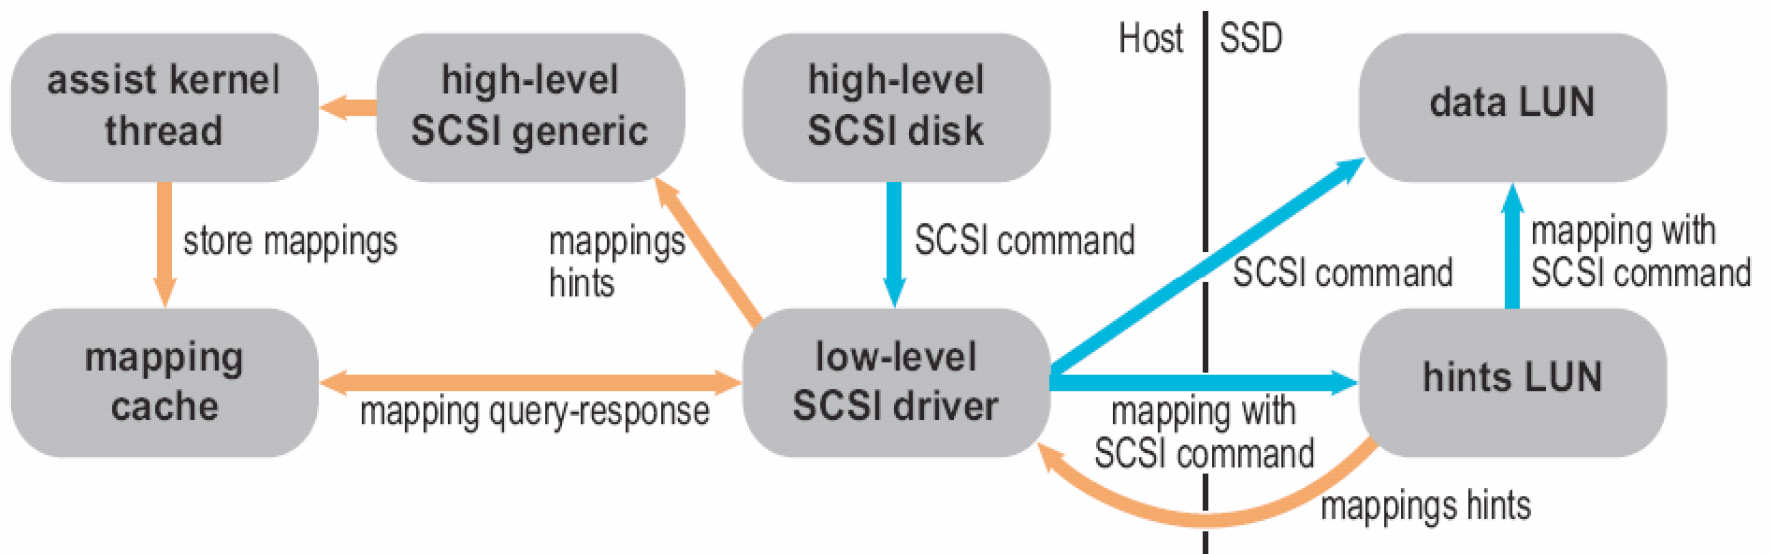 Host
SSD
assist kernel
thread
high-level
SCSI generic
high-level
SCSI disk
data LUN
store mappings
mappings
hints
SCSI command
SCSI command
mapping with
SCSI command
mapping
cache
mapping query-response
low-level
SCSI driver
mapping with
SCSI command
hints LUN
mappings hints